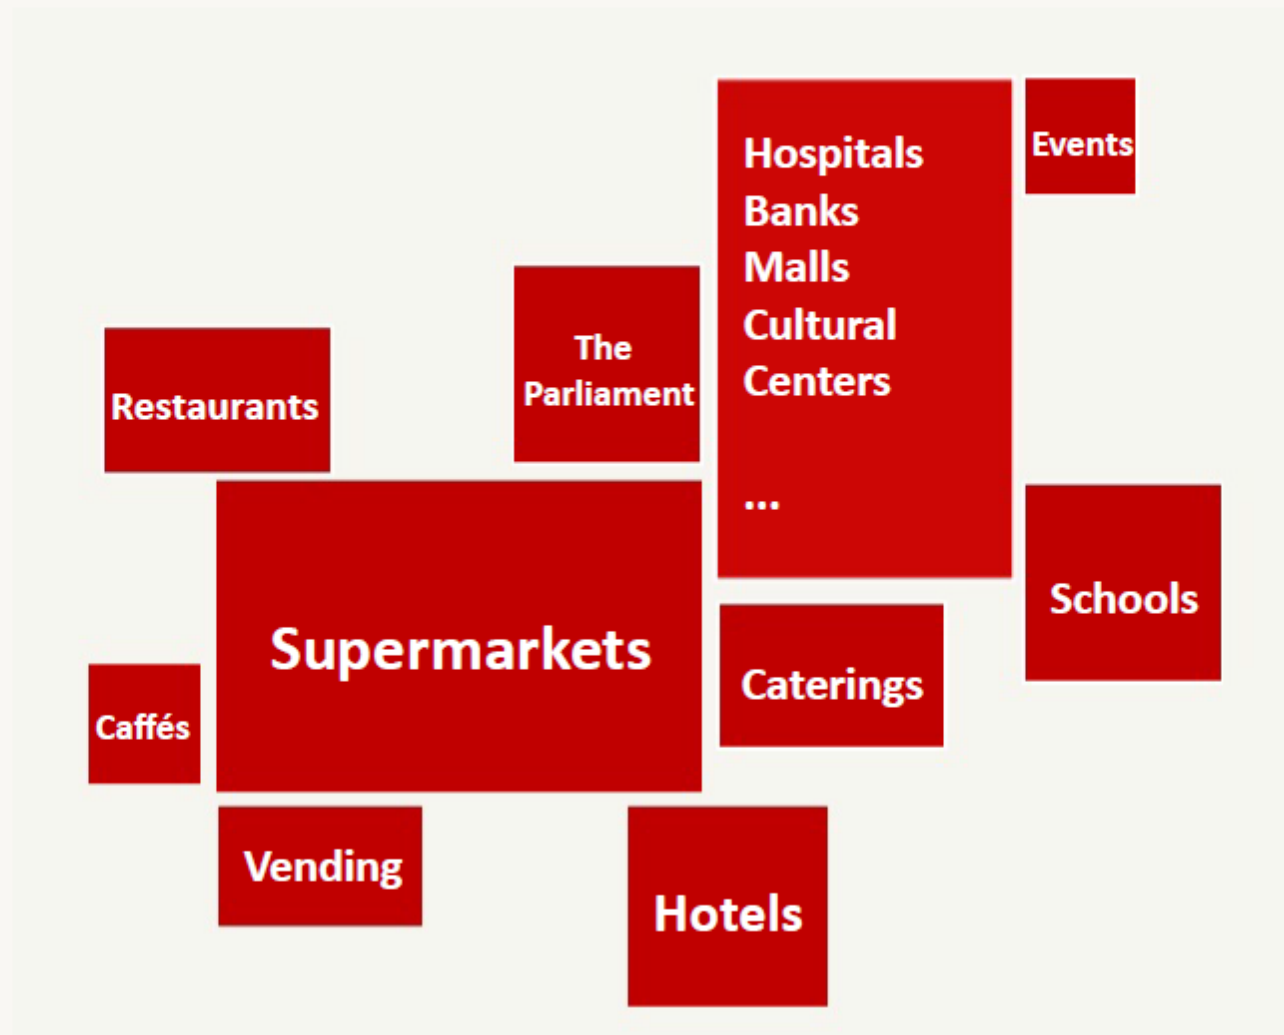 Hospitals
Banks
Malls
Cultural
Centers
...
Events
The
Parliament
Restaurants
Supermarkets
Schools
Caterings
Caffés
Vending
Hotels